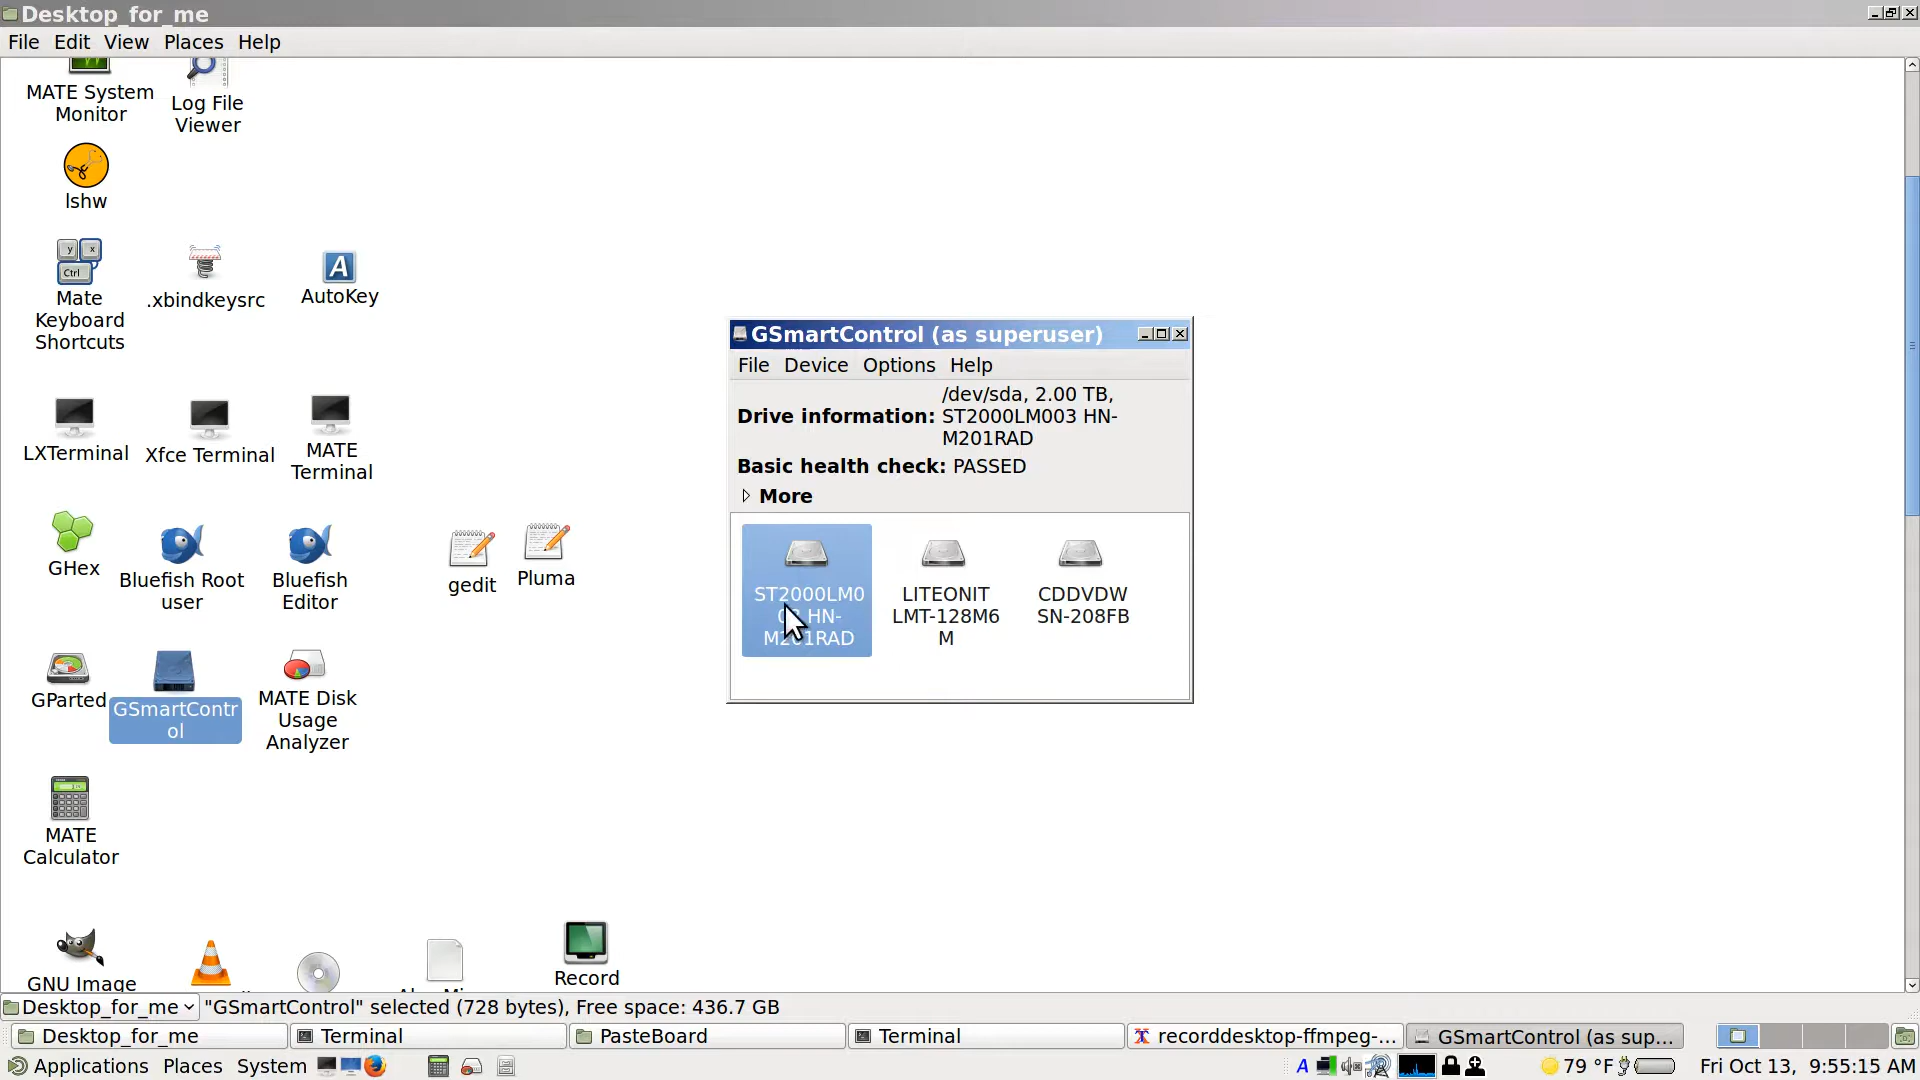 Desktop_for_me
File Edit View Places Help
MATE System
Monitor
Log File
Viewer
lshw
y x
Ctrl
Mate
Keyboard
Shortcuts
.xbindkeysrc
A
AutoKey
LXTerminal
Xfce Terminal
MATE
Terminal
GHex
Bluefish Root
user
Bluefish
Editor
gedit
Pluma
GParted
GSmartContr
ol
MATE Disk
Usage
Analyzer
MATE
Calculator
GNU Image
Record
GSmartControl (as superuser)
File Device Options Help
Drive information:
/dev/sda, 2.00 TB,
ST2000LM003 HN-
M201RAD
Basic health check: PASSED
More
ST2000LM0
HN-
M201RAD
LITEONIT
LMT-128M6
M
CDDVDW
SN-208FB
Desktop_for_me "GSmartControl" selected (728 bytes), Free space: 436.7 GB
Desktop_for_me
Terminal
PasteBoard
Terminal
recorddesktop-ffmpeg-...
GSmartControl (as sup...
Applications Places System
A
79 °F
Fri Oct 13, 9:55:15 AM